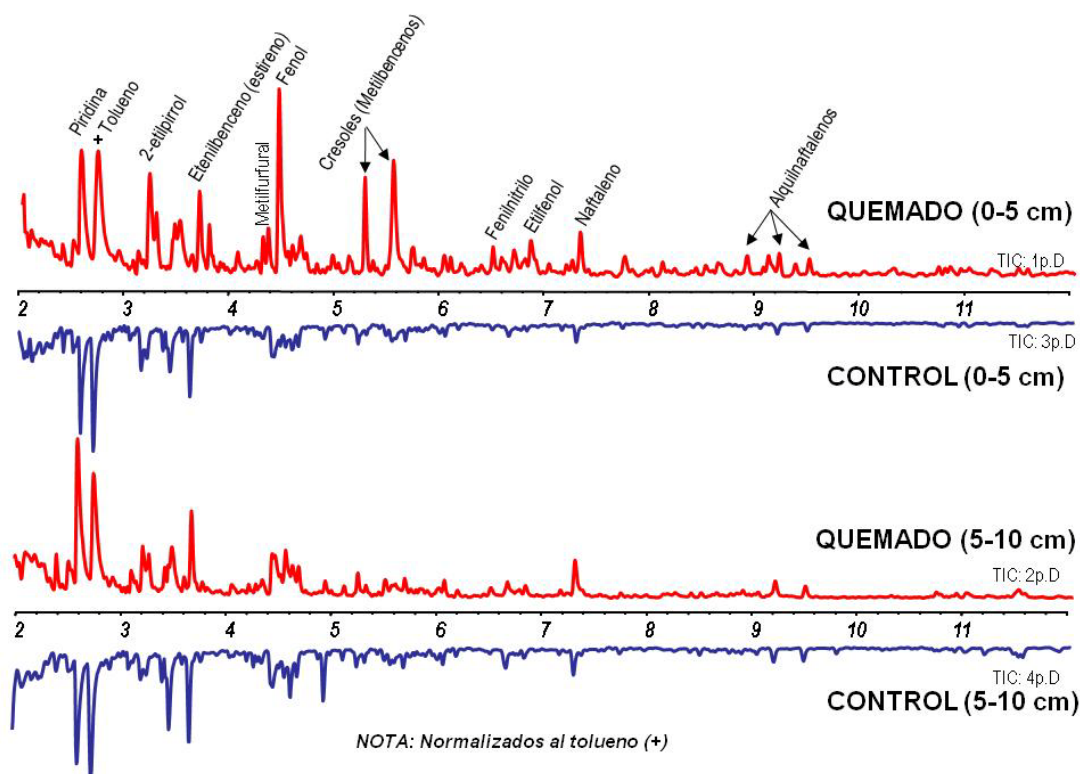 Piridina
+ Tolueno
2-etilpirrol
Etenilbenceno (estireno)
Metilfurfural
Fenol
Cresoles (Metilbencenos)
Fenilnitrilo
Etilfenol
Naftaleno
Alquilnaftalenos
QUEMADO (0-5 cm)
TIC: 1p.D
2 3 4 5 6 7 8 9 10 11
TIC: 3p.D
CONTROL (0-5 cm)
QUEMADO (5-10 cm)
TIC: 2p.D
2 3 4 5 6 7 8 9 10 11
TIC: 4p.D
CONTROL (5-10 cm)
NOTA: Normalizados al tolueno (+)